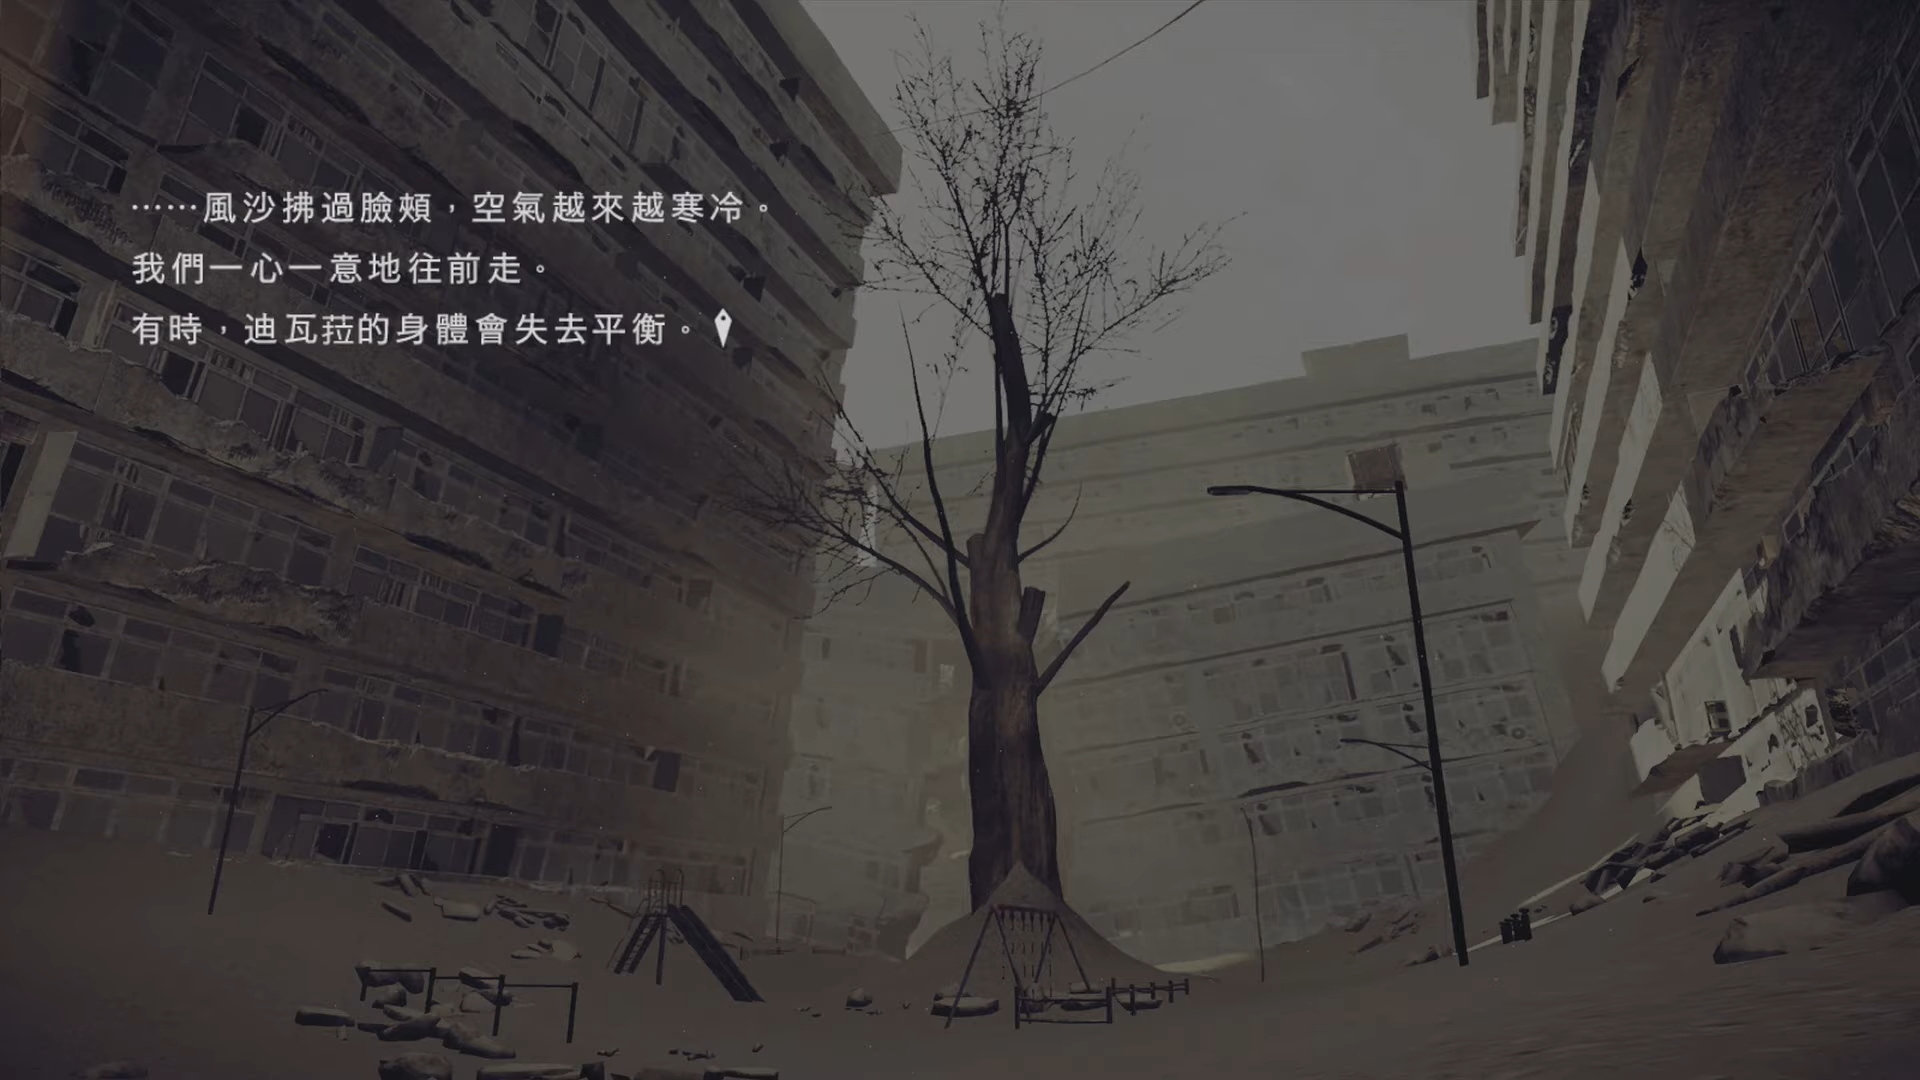 ……風沙拂過臉頰，空氣越來越寒冷。
我們一心一意地往前走。
有時，迪瓦菈的身體會失去平衡。